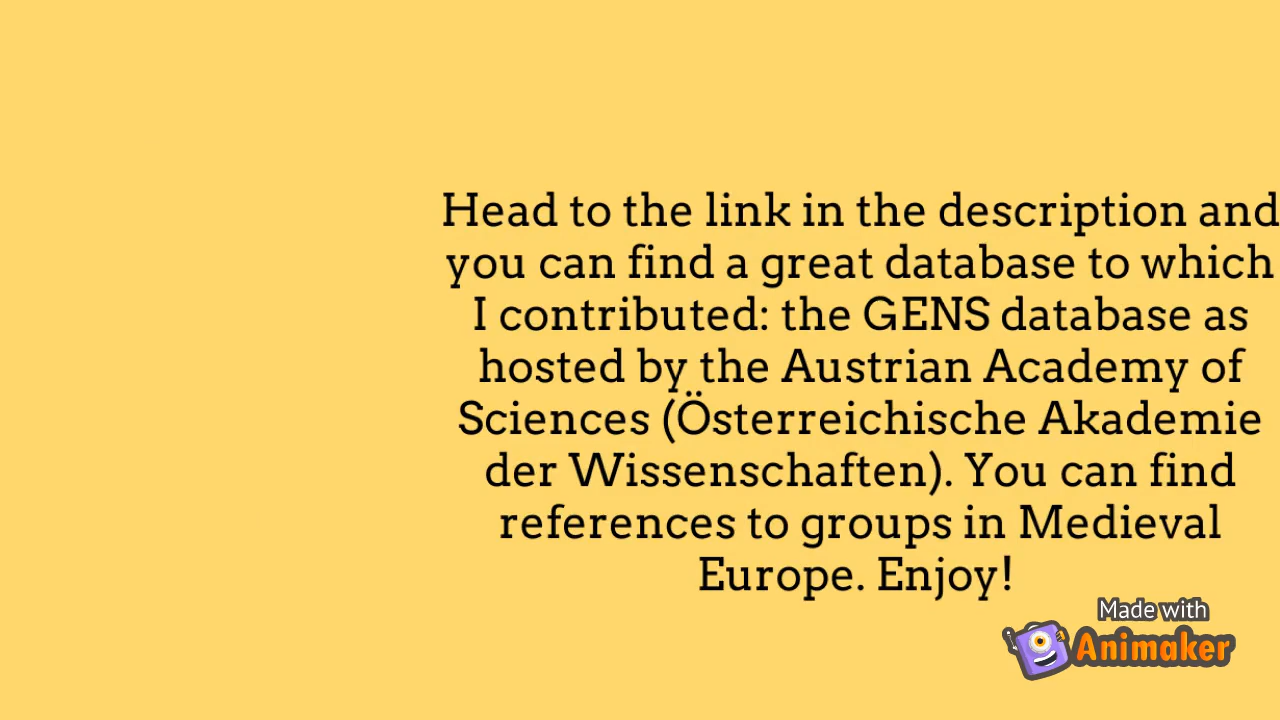 Head to the link in the description and
you can find a great database to which
I contributed: the GENS database as
hosted by the Austrian Academy of
Sciences (Österreichische Akademie
der Wissenschaften). You can find
references to groups in Medieval
Europe. Enjoy!
Made with
Animaker